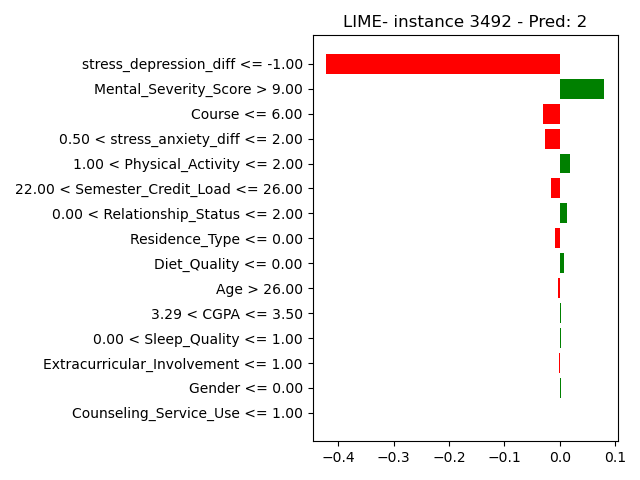 LIME- instance 3492 - Pred: 2
stress_depression_diff <= -1.00
Mental_Severity_Score > 9.00
Course <= 6.00
0.50 < stress_anxiety_diff <= 2.00
1.00 < Physical_Activity <= 2.00
22.00 < Semester_Credit_Load <= 26.00
0.00 < Relationship_Status <= 2.00
Residence_Type <= 0.00
Diet_Quality <= 0.00
Age > 26.00
3.29 < CGPA <= 3.50
0.00 < Sleep_Quality <= 1.00
Extracurricular_Involvement <= 1.00
Gender <= 0.00
Counseling_Service_Use <= 1.00
−0.4 −0.3 −0.2 −0.1 0.0 0.1